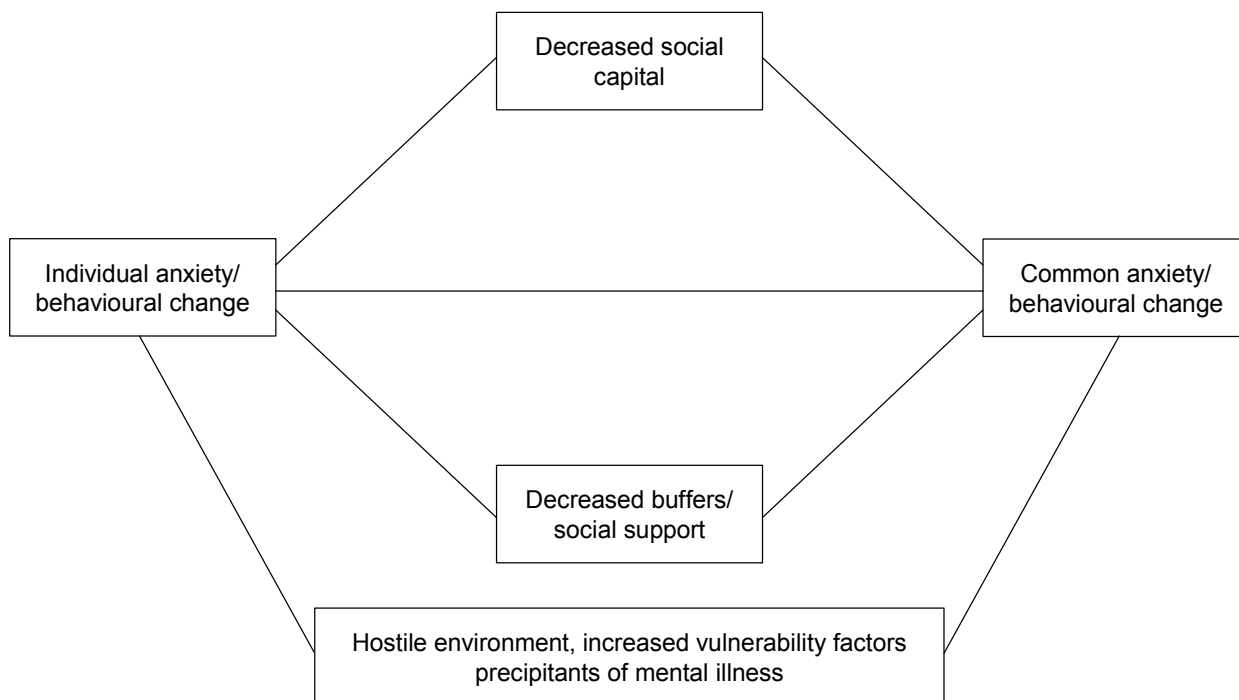 Decreased social
capital
Individual anxiety/
behavioural change
Common anxiety/
behavioural change
Decreased buffers/
social support
Hostile environment, increased vulnerability factors
precipitants of mental illness